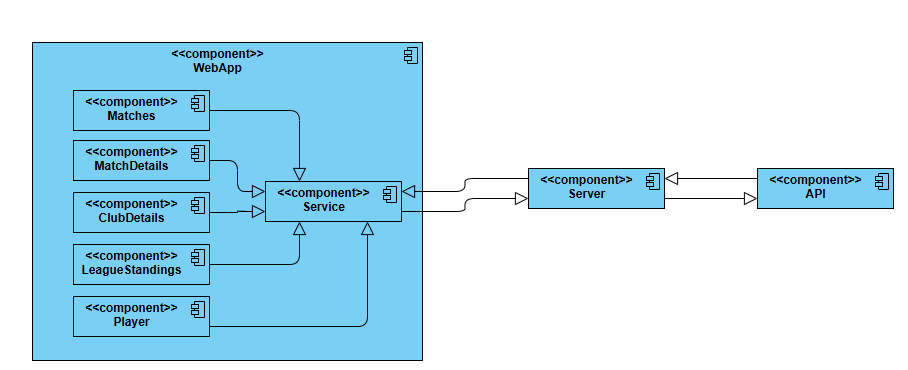 <<component>>
WebApp
<<component>>
Matches
<<component>>
MatchDetails
<<component>>
ClubDetails
<<component>>
LeagueStandings
<<component>>
Player
<<component>>
Service
<<component>>
Server
<<component>>
API